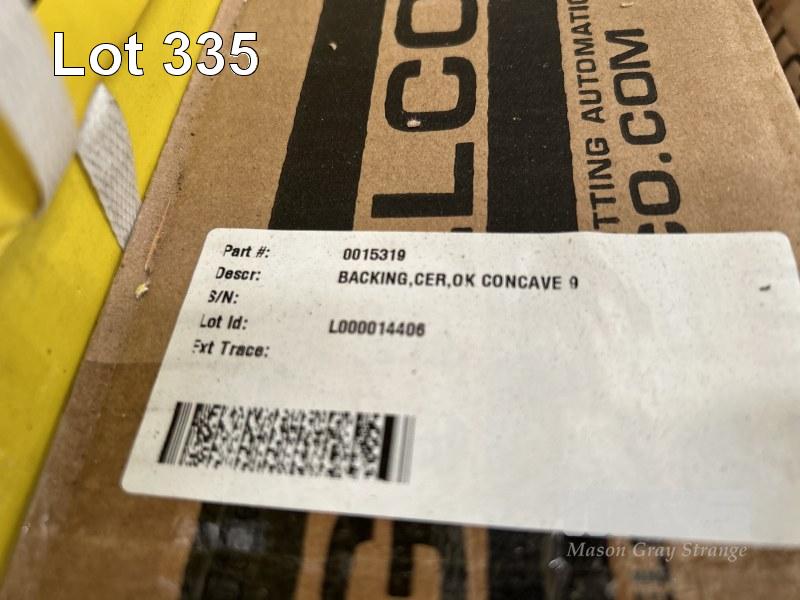 Lot 335
LCO
TTING AUTOMATIC
CO.COM
Part #: 0015319
Descr: BACKING,CER,OK CONCAVE 9
S/N:
Lot Id: L000014406
Ext Trace:
Mason Gray Strange